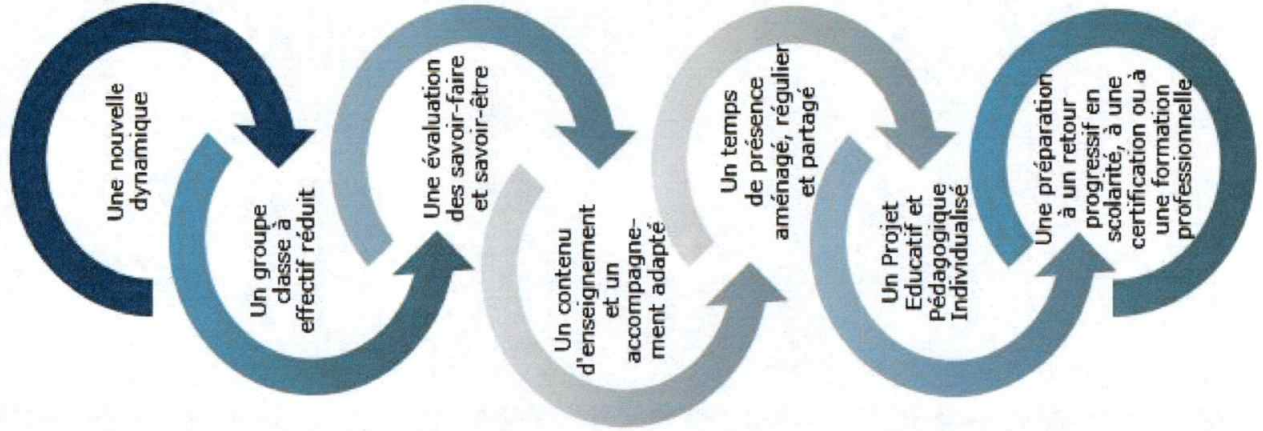 Une nouvelle
dynamique
Un groupe
classe à
effectif réduit
Une évaluation
des savoir-faire
et savoir-être
Un contenu
d'enseignement
et un
accompagne-
ment adapté
Un temps
de présence
aménagé, régulier
et partagé
Un Projet
Educatif et
Pédagogique
Individualisé
Une préparation
à un retour
progressif en
scolarité, à une
certification ou à
une formation
professionnelle